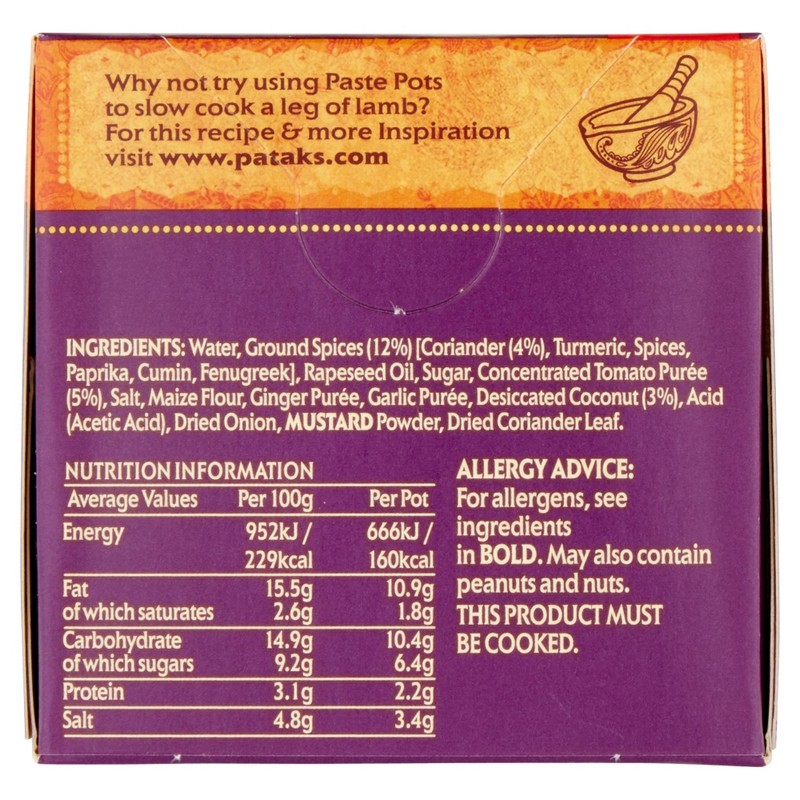 Why not try using Paste Pots
to slow cook a leg of lamb?
For this recipe & more Inspiration
visit www.pataks.com
INGREDIENTS: Water, Ground Spices (12%) [Coriander (4%), Turmeric, Spices,
Paprika, Cumin, Fenugreek], Rapeseed Oil, Sugar, Concentrated Tomato Purée
(5%), Salt, Maize Flour, Ginger Purée, Garlic Purée, Desiccated Coconut (3%), Acid
(Acetic Acid), Dried Onion, MUSTARD Powder, Dried Coriander Leaf.
NUTRITION INFORMATION
Average Values Per 100g Per Pot
Energy 952kJ / 666kJ /
229kcal 160kcal
Fat 15.5g 10.9g
of which saturates 2.6g 1.8g
Carbohydrate 14.9g 10.4g
of which sugars 9.2g 6.4g
Protein 3.1g 2.2g
Salt 4.8g 3.4g
ALLERGY ADVICE:
For allergens, see
ingredients
in BOLD. May also contain
peanuts and nuts.
THIS PRODUCT MUST
BE COOKED.